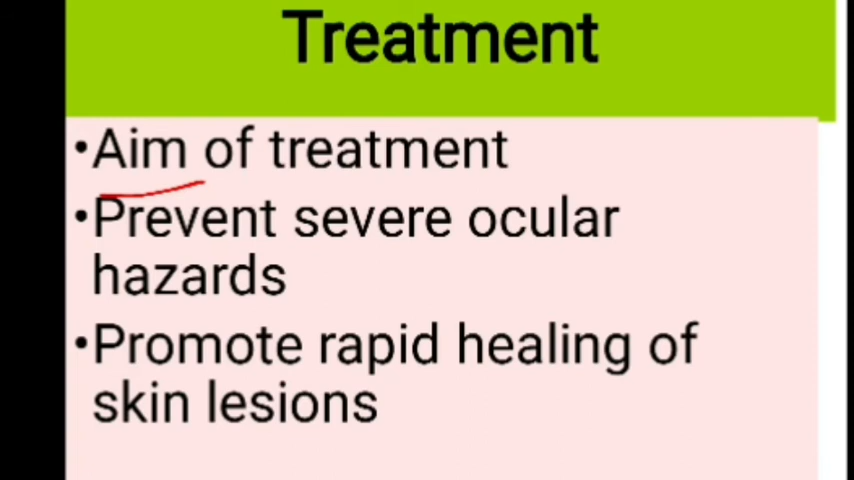 Treatment
•Aim of treatment
•Prevent severe ocular
hazards
•Promote rapid healing of
skin lesions